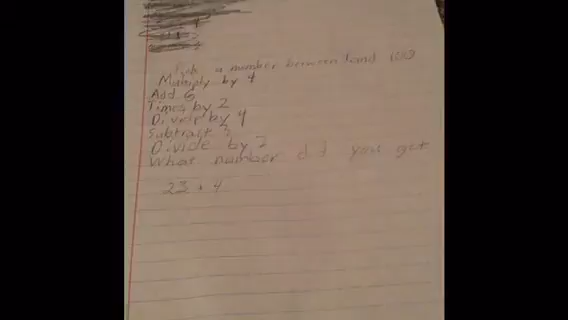 Pick a number between 1 and
Multiply by 4
Add 6
Times by 2
Divide by 4
Subtract 3
Divide by 2
What number did you get
23 + 4